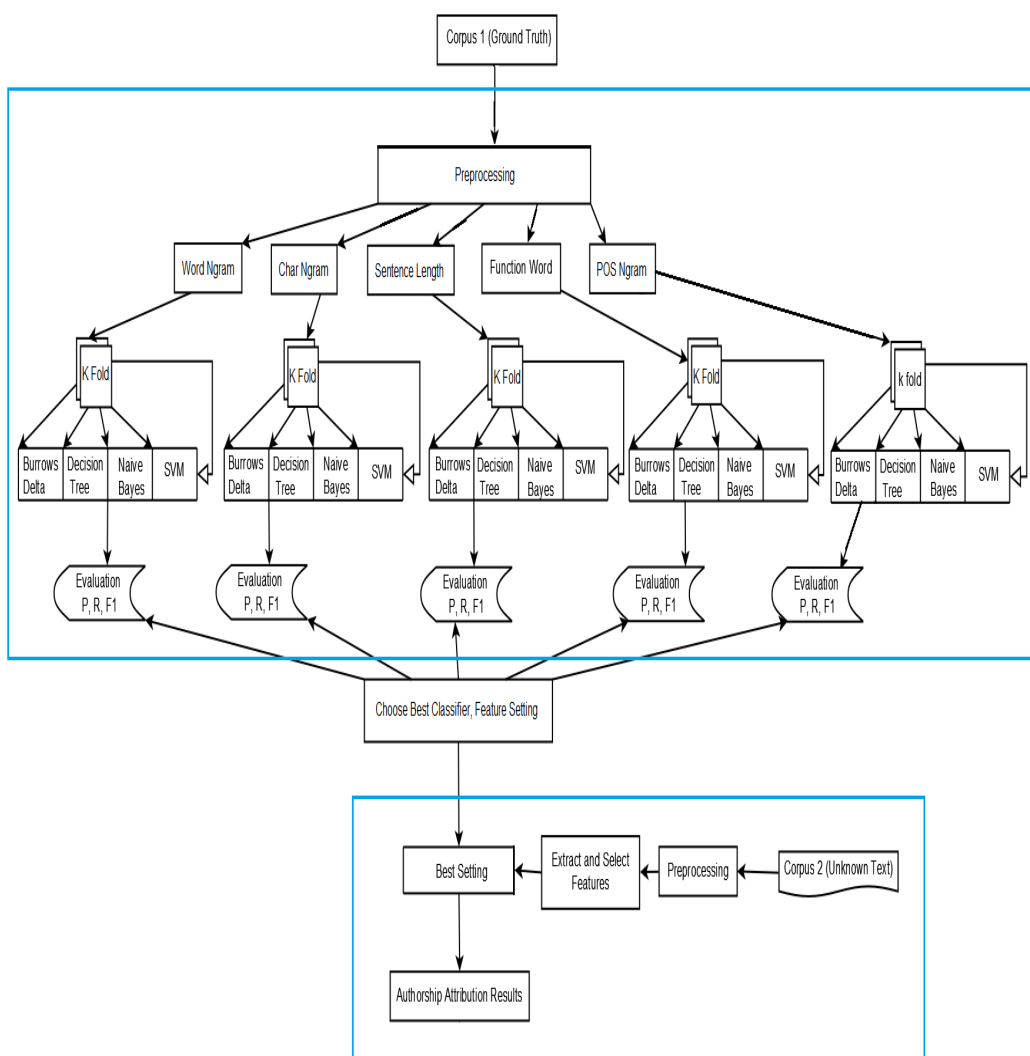 Corpus 1 (Ground Truth)
Preprocessing
Word Ngram
Char Ngram
Sentence Length
Function Word
POS Ngram
K Fold
K Fold
K Fold
K Fold
k fold
Burrows
Delta
Decision
Tree
Naive
Bayes
SVM
Burrows
Delta
Decision
Tree
Naive
Bayes
SVM
Burrows
Delta
Decision
Tree
Naive
Bayes
SVM
Burrows
Delta
Decision
Tree
Naive
Bayes
SVM
Burrows
Delta
Decision
Tree
Naive
Bayes
SVM
Evaluation
P, R, F1
Evaluation
P, R, F1
Evaluation
P, R, F1
Evaluation
P, R, F1
Evaluation
P, R, F1
Choose Best Classifier, Feature Setting
Best Setting
Extract and Select
Features
Preprocessing
Corpus 2 (Unknown Text)
Authorship Attribution Results